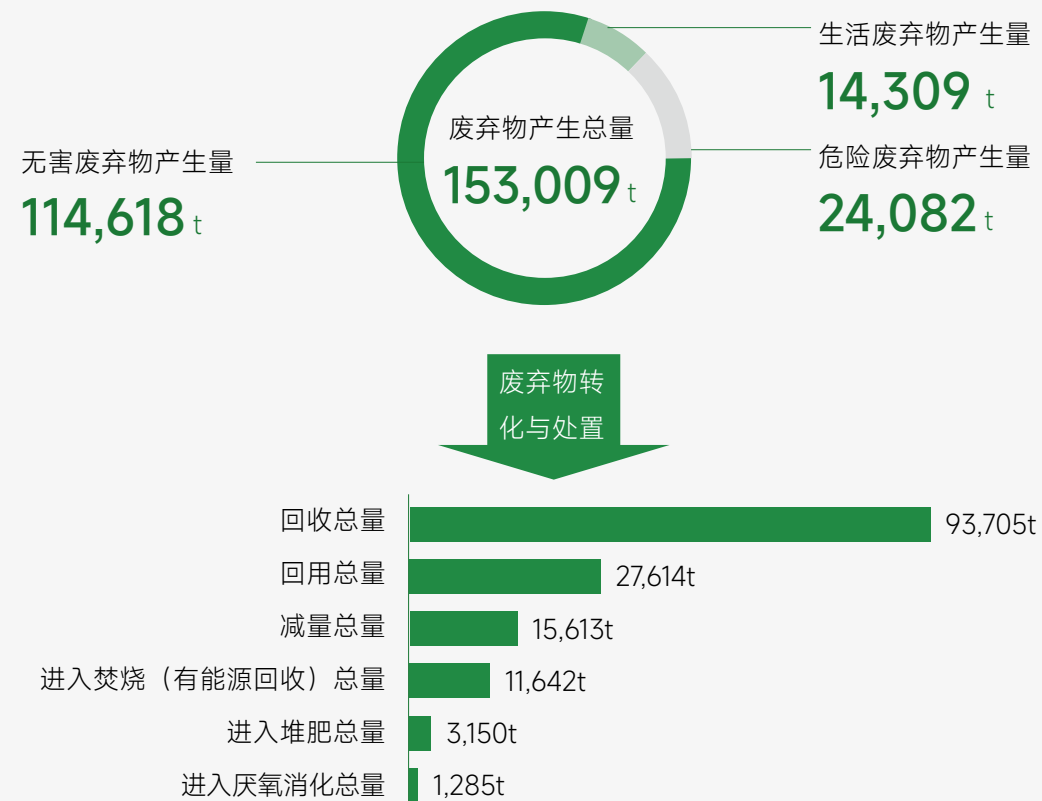 生活废弃物产生量
14,309 t
废弃物产生总量
153,009 t
无害废弃物产生量
114,618 t
危险废弃物产生量
24,082 t
废弃物转
化与处置
回收总量 93,705t
回用总量 27,614t
减量总量 15,613t
进入焚烧（有能源回收）总量 11,642t
进入堆肥总量 3,150t
进入厌氧消化总量 1,285t